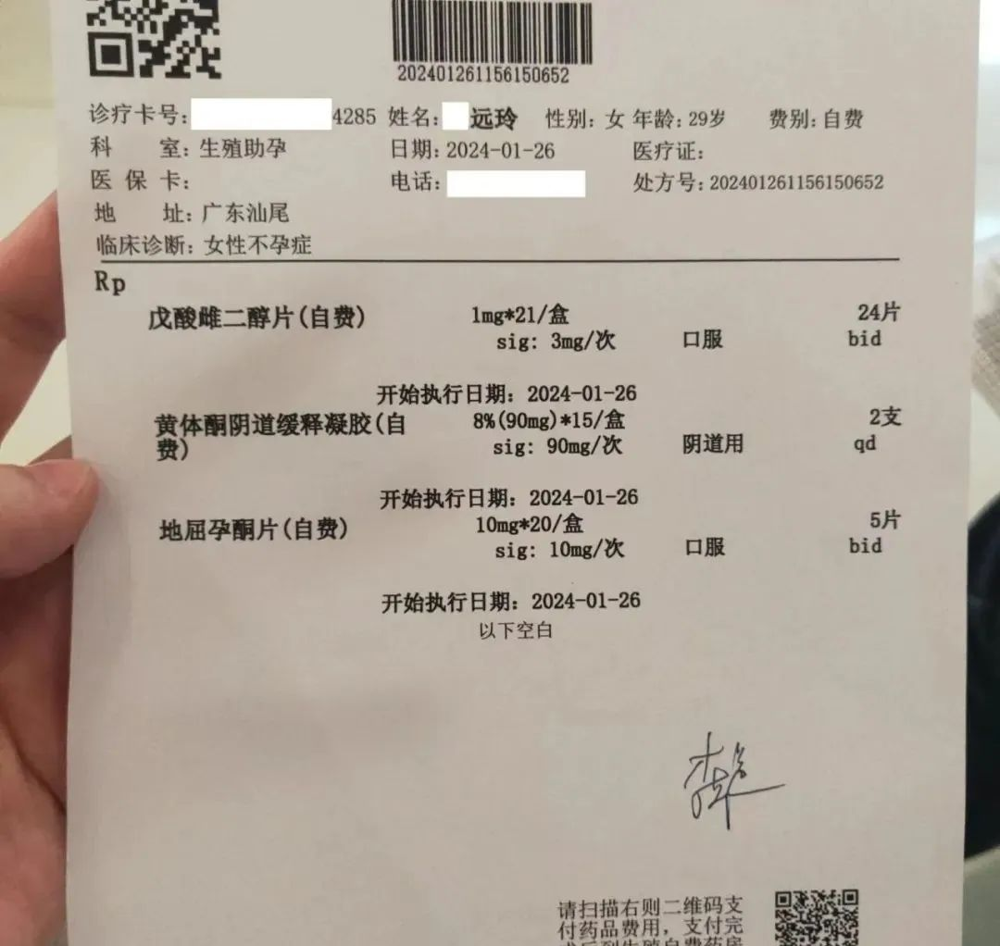 202401261156150652
诊疗卡号: 4285 姓名: 远玲 性别: 女 年龄: 29岁 费别: 自费
科 室: 生殖助孕 日期: 2024-01-26 医疗证:
医 保 卡: 电话: 处方号: 202401261156150652
地 址: 广东汕尾
临床诊断: 女性不孕症
Rp
戊酸雌二醇片(自费) 1mg*21/盒 24片
sig: 3mg/次 口服 bid
开始执行日期: 2024-01-26
黄体酮阴道缓释凝胶(自费) 8%(90mg)*15/盒 2支
sig: 90mg/次 阴道用 qd
开始执行日期: 2024-01-26
地屈孕酮片(自费) 10mg*20/盒 5片
sig: 10mg/次 口服 bid
开始执行日期: 2024-01-26
以下空白
请扫描右则二维码支
付药品费用，支付完